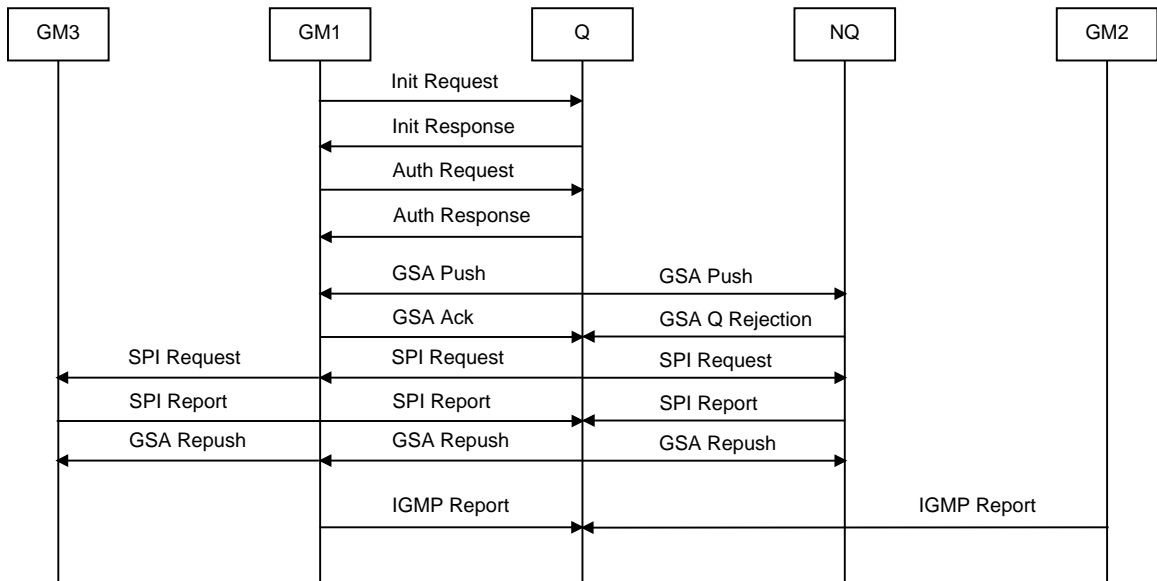 GM3
GM1
Q
NQ
GM2
Init Request
Init Response
Auth Request
Auth Response
GSA Push
GSA Push
GSA Ack
GSA Q Rejection
SPI Request
SPI Request
SPI Request
SPI Report
SPI Report
SPI Report
GSA Repush
GSA Repush
GSA Repush
IGMP Report
IGMP Report